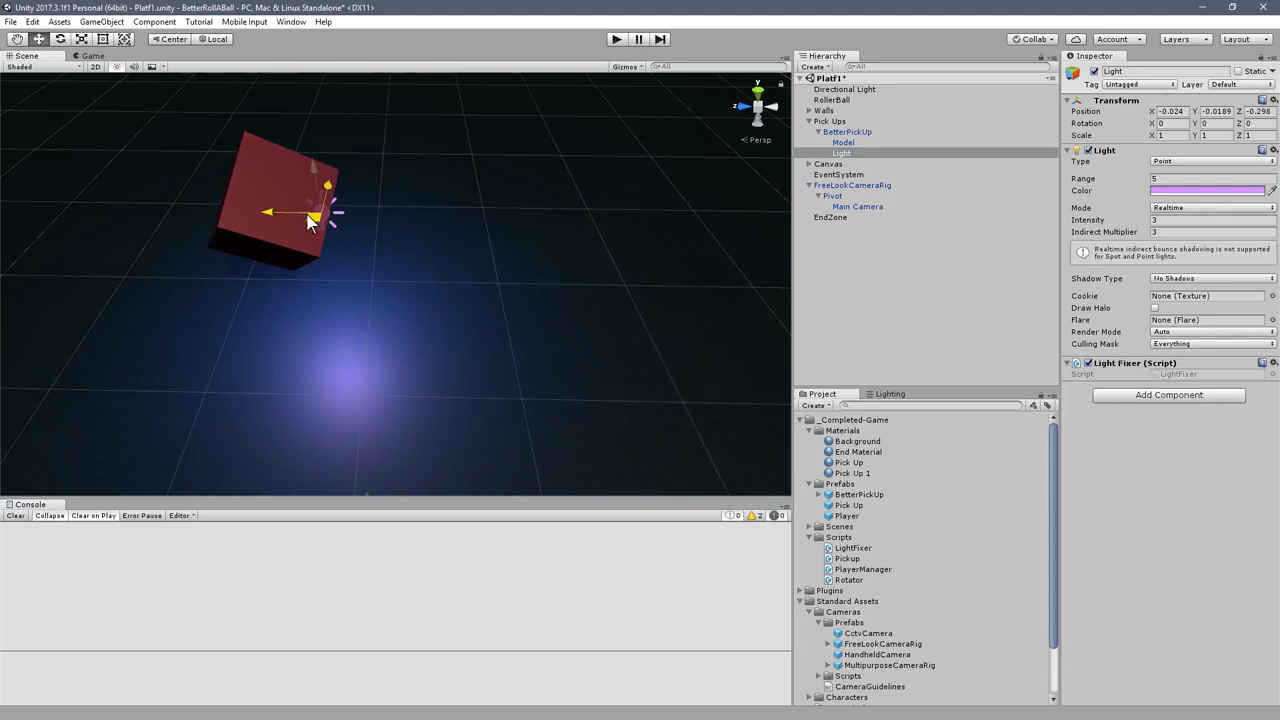 Unity 2017.3.1f1 Personal (64bit) - Platf1.unity - BetterRollABall - PC, Mac & Linux Standalone* <DX11>
File Edit Assets GameObject Component Tutorial Mobile Input Window Help
Center Local Collab Account Layers Layout
Scene Game
Shaded 2D Gizmos All
y
z
Persp
Hierarchy
Create All
Platf1*
Directional Light
RollerBall
Walls
Pick Ups
BetterPickUp
Model
Light
Canvas
EventSystem
FreeLookCameraRig
Pivot
Main Camera
EndZone
Inspector
Light Static
Tag Untagged Layer Default
Transform
Position X -0.024 Y -0.0189 Z -0.298
Rotation X 0 Y 0 Z 0
Scale X 1 Y 1 Z 1
Light
Type Point
Range 5
Color
Mode Realtime
Intensity 3
Indirect Multiplier 3
Realtime indirect bounce shadowing is not supported
for Spot and Point lights.
Shadow Type No Shadows
Cookie None (Texture)
Draw Halo
Flare None (Flare)
Render Mode Auto
Culling Mask Everything
Light Fixer (Script)
Script LightFixer
Add Component
Project Lighting
Create
_Completed-Game
Materials
Background
End Material
Pick Up
Pick Up 1
Prefabs
BetterPickUp
Pick Up
Player
Scenes
Scripts
LightFixer
Pickup
PlayerManager
Rotator
Plugins
Standard Assets
Cameras
Prefabs
CctvCamera
FreeLookCameraRig
HandheldCamera
MultipurposeCameraRig
Scripts
CameraGuidelines
Characters
Console
Clear Collapse Clear on Play Error Pause Editor 0 2 0